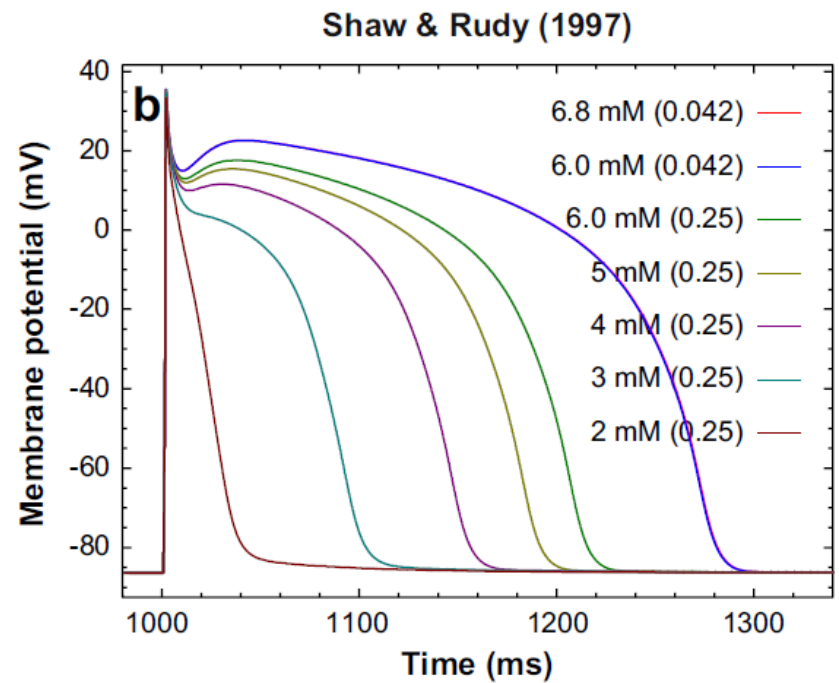 Shaw & Rudy (1997)
b
40
20
0
-20
-40
-60
-80
Membrane potential (mV)
6.8 mM (0.042)
6.0 mM (0.042)
6.0 mM (0.25)
5 mM (0.25)
4 mM (0.25)
3 mM (0.25)
2 mM (0.25)
1000 1100 1200 1300
Time (ms)